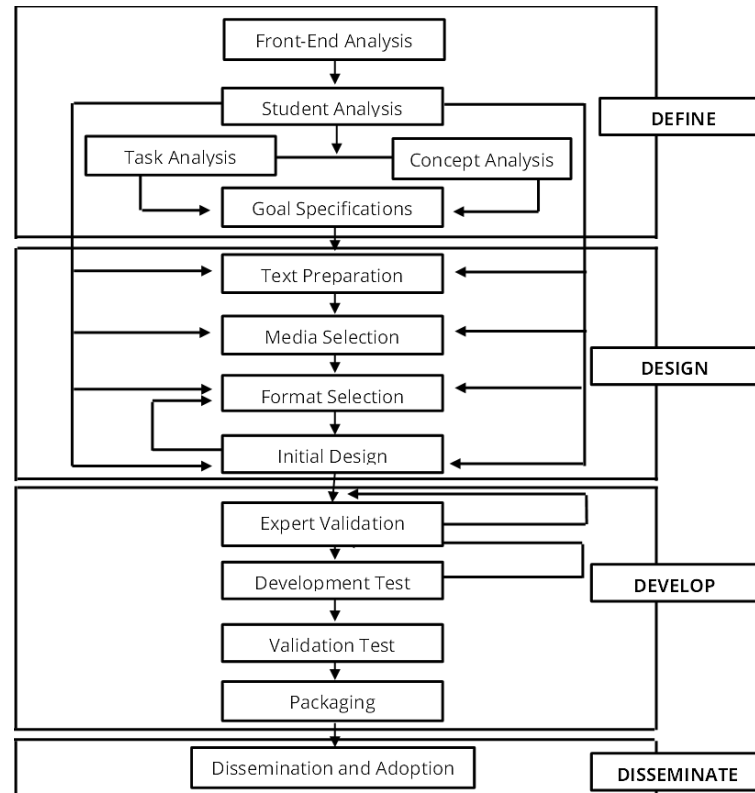 Front-End Analysis
Student Analysis
DEFINE
Task Analysis
Concept Analysis
Goal Specifications
Text Preparation
Media Selection
DESIGN
Format Selection
Initial Design
Expert Validation
Development Test
DEVELOP
Validation Test
Packaging
Dissemination and Adoption
DISSEMINATE